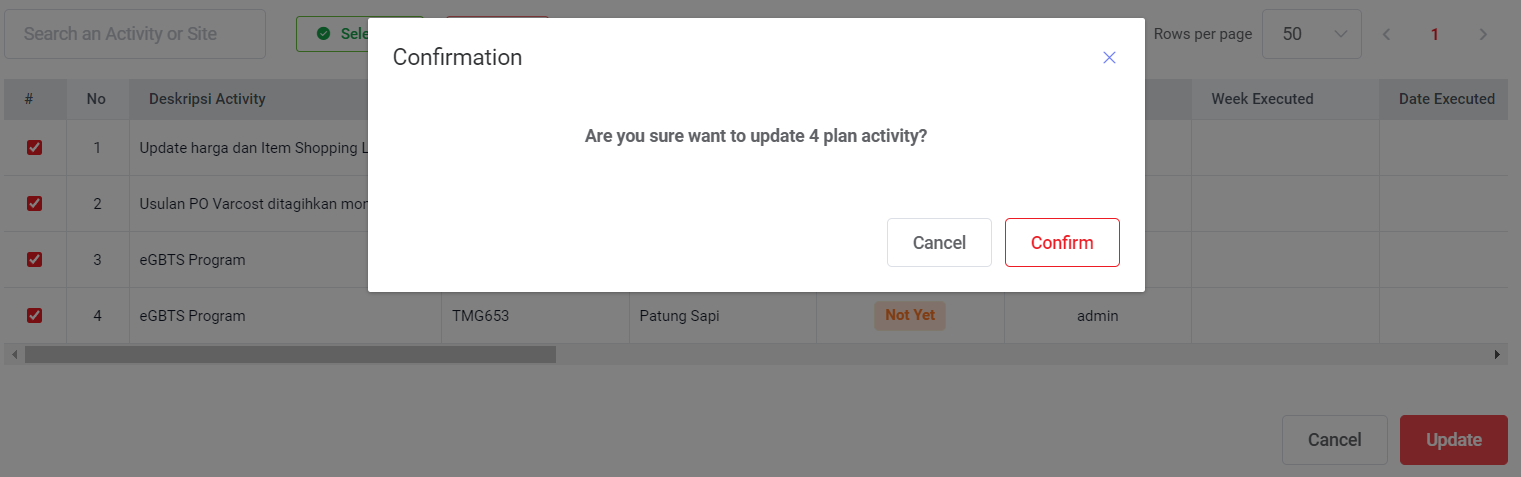 Search an Activity or Site
Rows per page
50
1
Confirmation
Are you sure want to update 4 plan activity?
Cancel
Confirm
# No Deskripsi Activity Week Executed Date Executed
1 Update harga dan Item Shopping
2 Usulan PO Varcost ditagihkan
3 eGBTS Program
4 eGBTS Program TMG653 Patung Sapi Not Yet admin
Cancel
Update